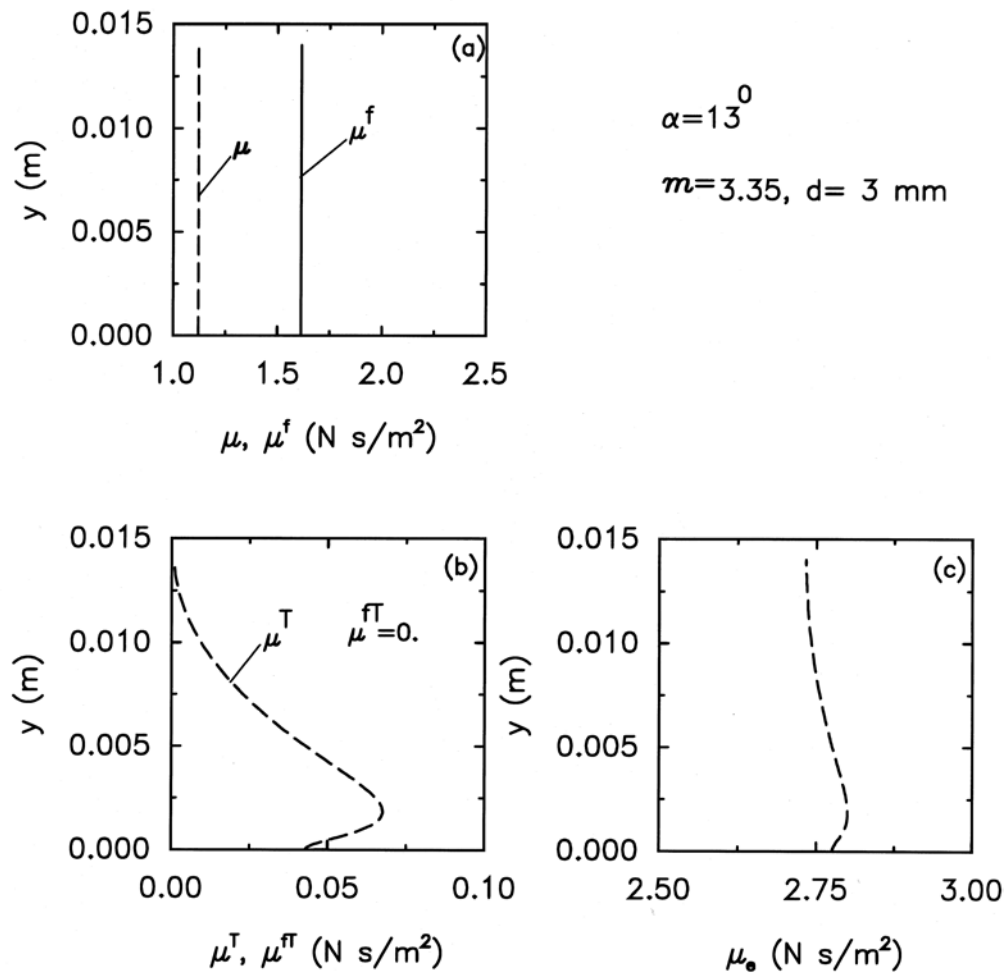 0.015
(a)
0.010
μ
μᶠ
y (m)
0.005
0.000
1.0 1.5 2.0 2.5
μ, μᶠ (N s/m²)
α=13⁰
m=3.35, d= 3 mm
0.015
(b)
0.010
μᵀ
μᶠᵀ=0.
y (m)
0.005
0.000
0.00 0.05 0.10
μᵀ, μᶠᵀ (N s/m²)
0.015
(c)
0.010
y (m)
0.005
0.000
2.50 2.75 3.00
μₑ (N s/m²)